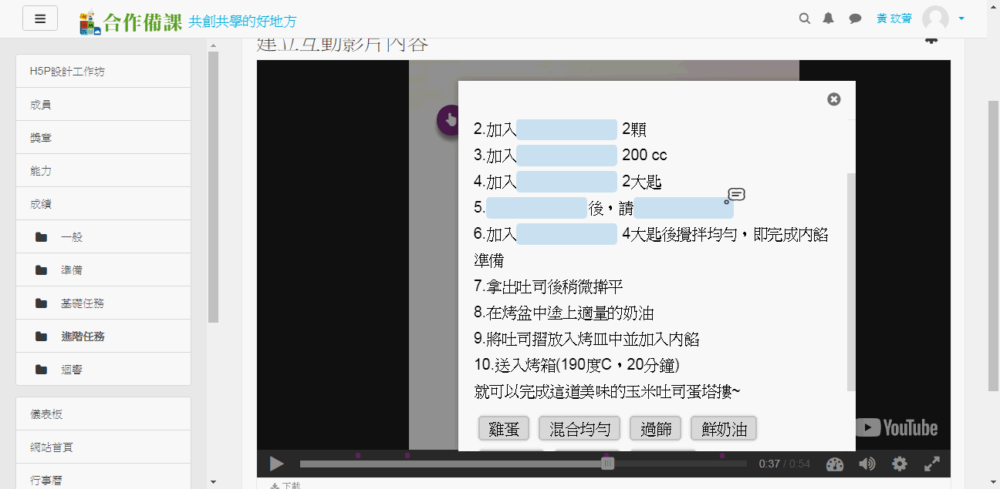 合作備課 共創共學的好地方
黃 玟菁
H5P設計工作坊
成員
獎章
能力
成績
一般
準備
基礎任務
進階任務
迴響
儀表板
網站首頁
行事曆
建立互動影片內容
2.加入 2顆
3.加入 200 cc
4.加入 2大匙
5. 後，請
6.加入 4大匙後攪拌均勻，即完成內餡
準備
7.拿出吐司後稍微擀平
8.在烤盆中塗上適量的奶油
9.將吐司摺放入烤皿中並加入內餡
10.送入烤箱(190度C，20分鐘)
就可以完成這道美味的玉米吐司蛋塔摟~
雞蛋 混合均勻 過篩 鮮奶油
YouTube
0:37 / 0:54
下載